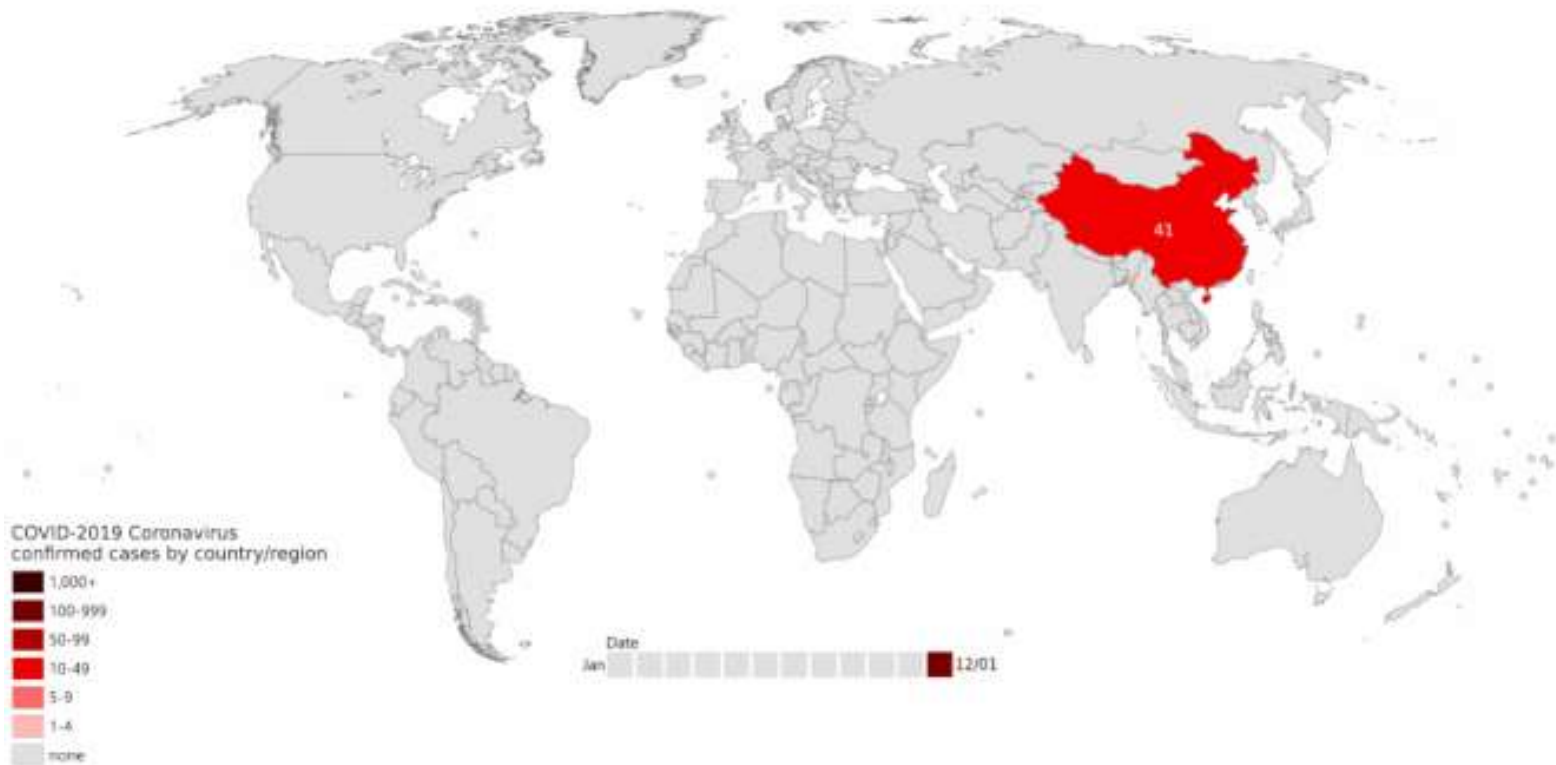 41
COVID-2019 Coronavirus
confirmed cases by country/region
1,000+
100-999
50-99
10-49
5-9
1-4
none
Date
Jan 12/01